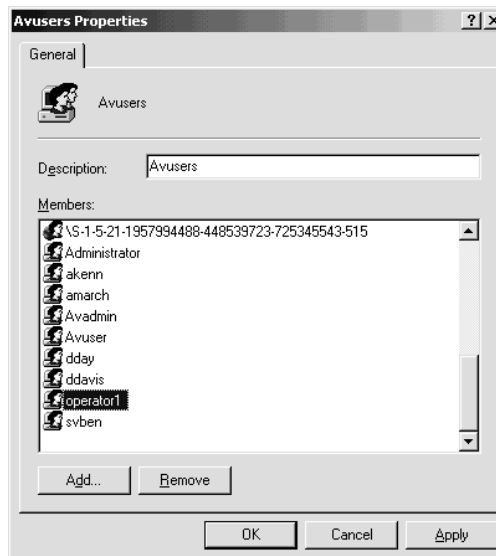 Avusers Properties
General
Avusers
Description: Avusers
Members:
\S-1-5-21-1957994488-448539723-725345543-515
Administrator
akenn
amarch
Avadmin
Avuser
dday
ddavis
operator1
svben
Add... Remove
OK Cancel Apply